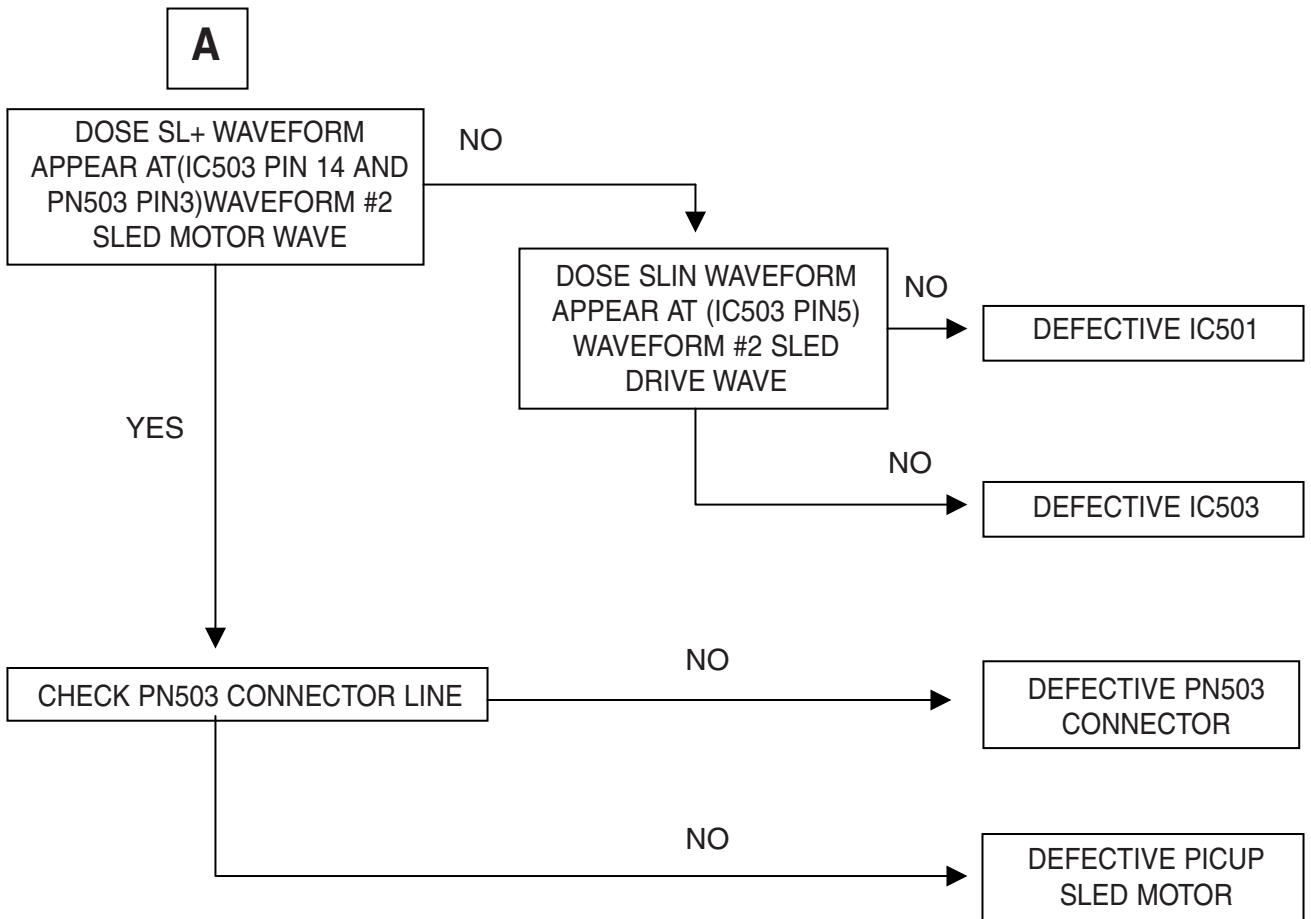 A
DOSE SL+ WAVEFORM
APPEAR AT(IC503 PIN 14 AND
PN503 PIN3)WAVEFORM #2
SLED MOTOR WAVE
NO
DOSE SLIN WAVEFORM
APPEAR AT (IC503 PIN5)
WAVEFORM #2 SLED
DRIVE WAVE
NO
DEFECTIVE IC501
YES
NO
DEFECTIVE IC503
CHECK PN503 CONNECTOR LINE
NO
DEFECTIVE PN503
CONNECTOR
NO
DEFECTIVE PICUP
SLED MOTOR